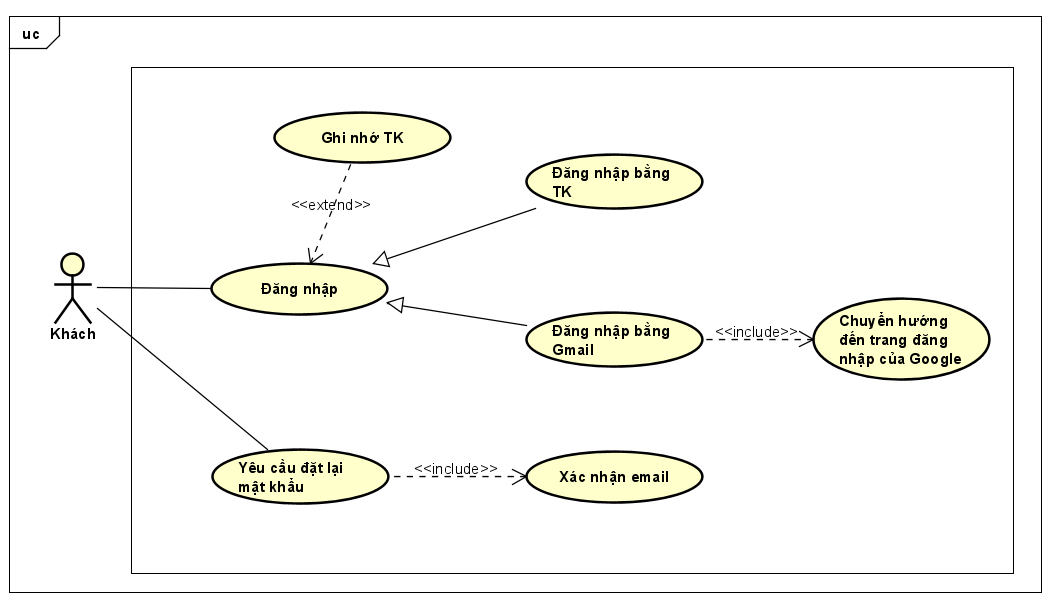 uc
Ghi nhớ TK
Đăng nhập bằng
TK
<<extend>>
Đăng nhập
Khách
Đăng nhập bằng
Gmail
<<include>>
Chuyển hướng
đến trang đăng
nhập của Google
Yêu cầu đặt lại
mật khẩu
<<include>>
Xác nhận email